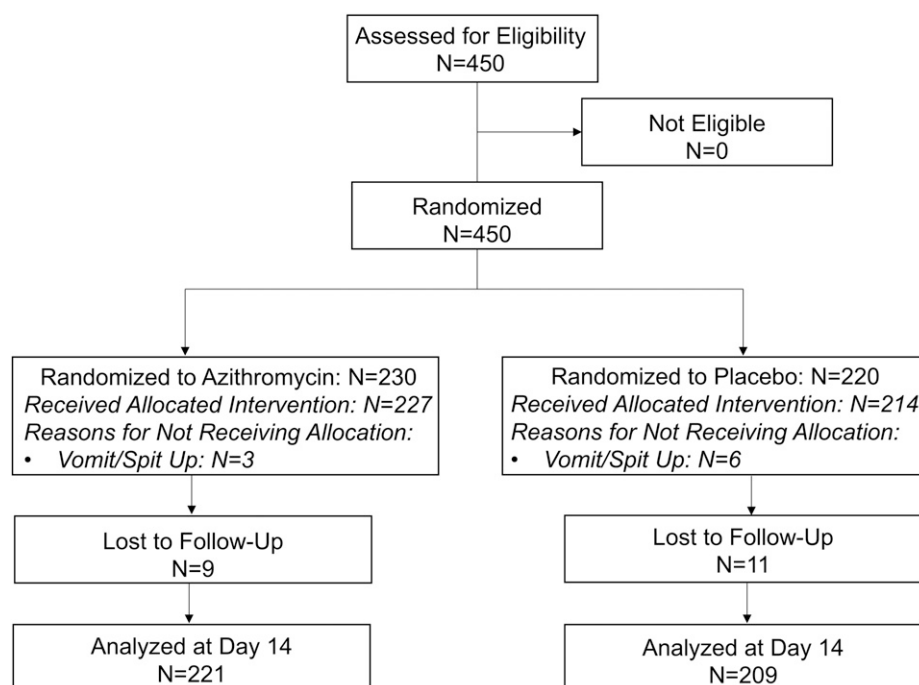 Assessed for Eligibility
N=450
Not Eligible
N=0
Randomized
N=450
Randomized to Azithromycin: N=230
Received Allocated Intervention: N=227
Reasons for Not Receiving Allocation:
• Vomit/Spit Up: N=3
Randomized to Placebo: N=220
Received Allocated Intervention: N=214
Reasons for Not Receiving Allocation:
• Vomit/Spit Up: N=6
Lost to Follow-Up
N=9
Lost to Follow-Up
N=11
Analyzed at Day 14
N=221
Analyzed at Day 14
N=209